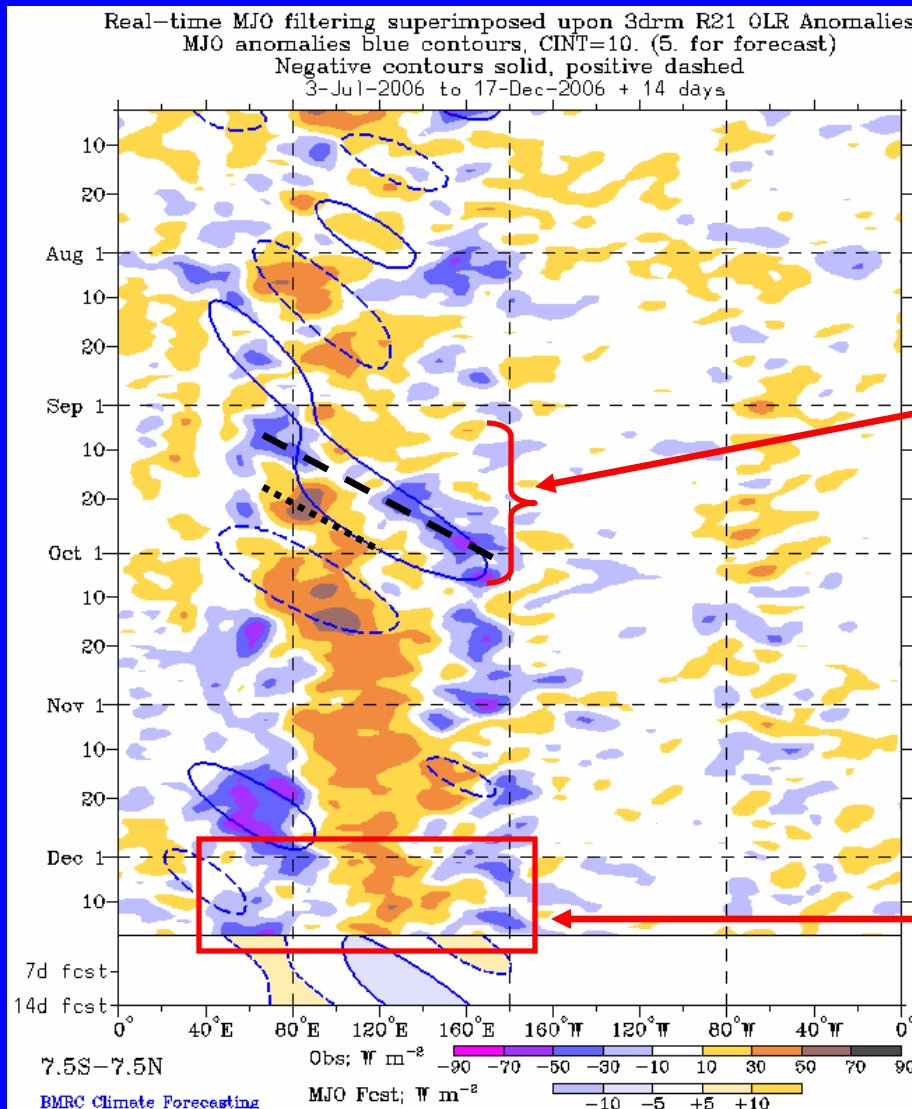 Real-time MJO filtering superimposed upon 3drm R21 OLR Anomalies
MJO anomalies blue contours, CINT=10. (5. for forecast)
Negative contours solid, positive dashed
3-Jul-2006 to 17-Dec-2006 + 14 days
10
20
Aug 1
10
20
Sep 1
10
20
Oct 1
10
20
Nov 1
10
20
Dec 1
10
7d fcst
14d fcst
0° 40°E 80°E 120°E 160°E 160°W 120°W 80°W 40°W 0°
7.5S-7.5N
Obs; W m⁻²
-90 -70 -50 -30 -10 10 30 50 70 90
MJO Fcst; W m⁻²
-10 -5 +5 +10
BMRC Climate Forecasting